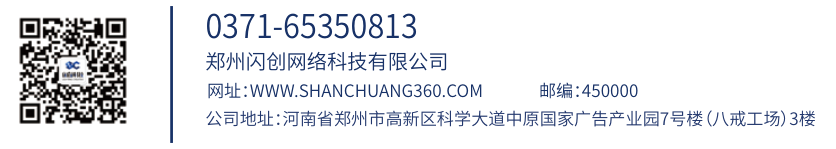 0371-65350813
郑州闪创网络科技有限公司
网址：WWW.SHANCHUANG360.COM 邮编：450000
公司地址：河南省郑州市高新区科学大道中原国家广告产业园7号楼（八戒工场）3楼